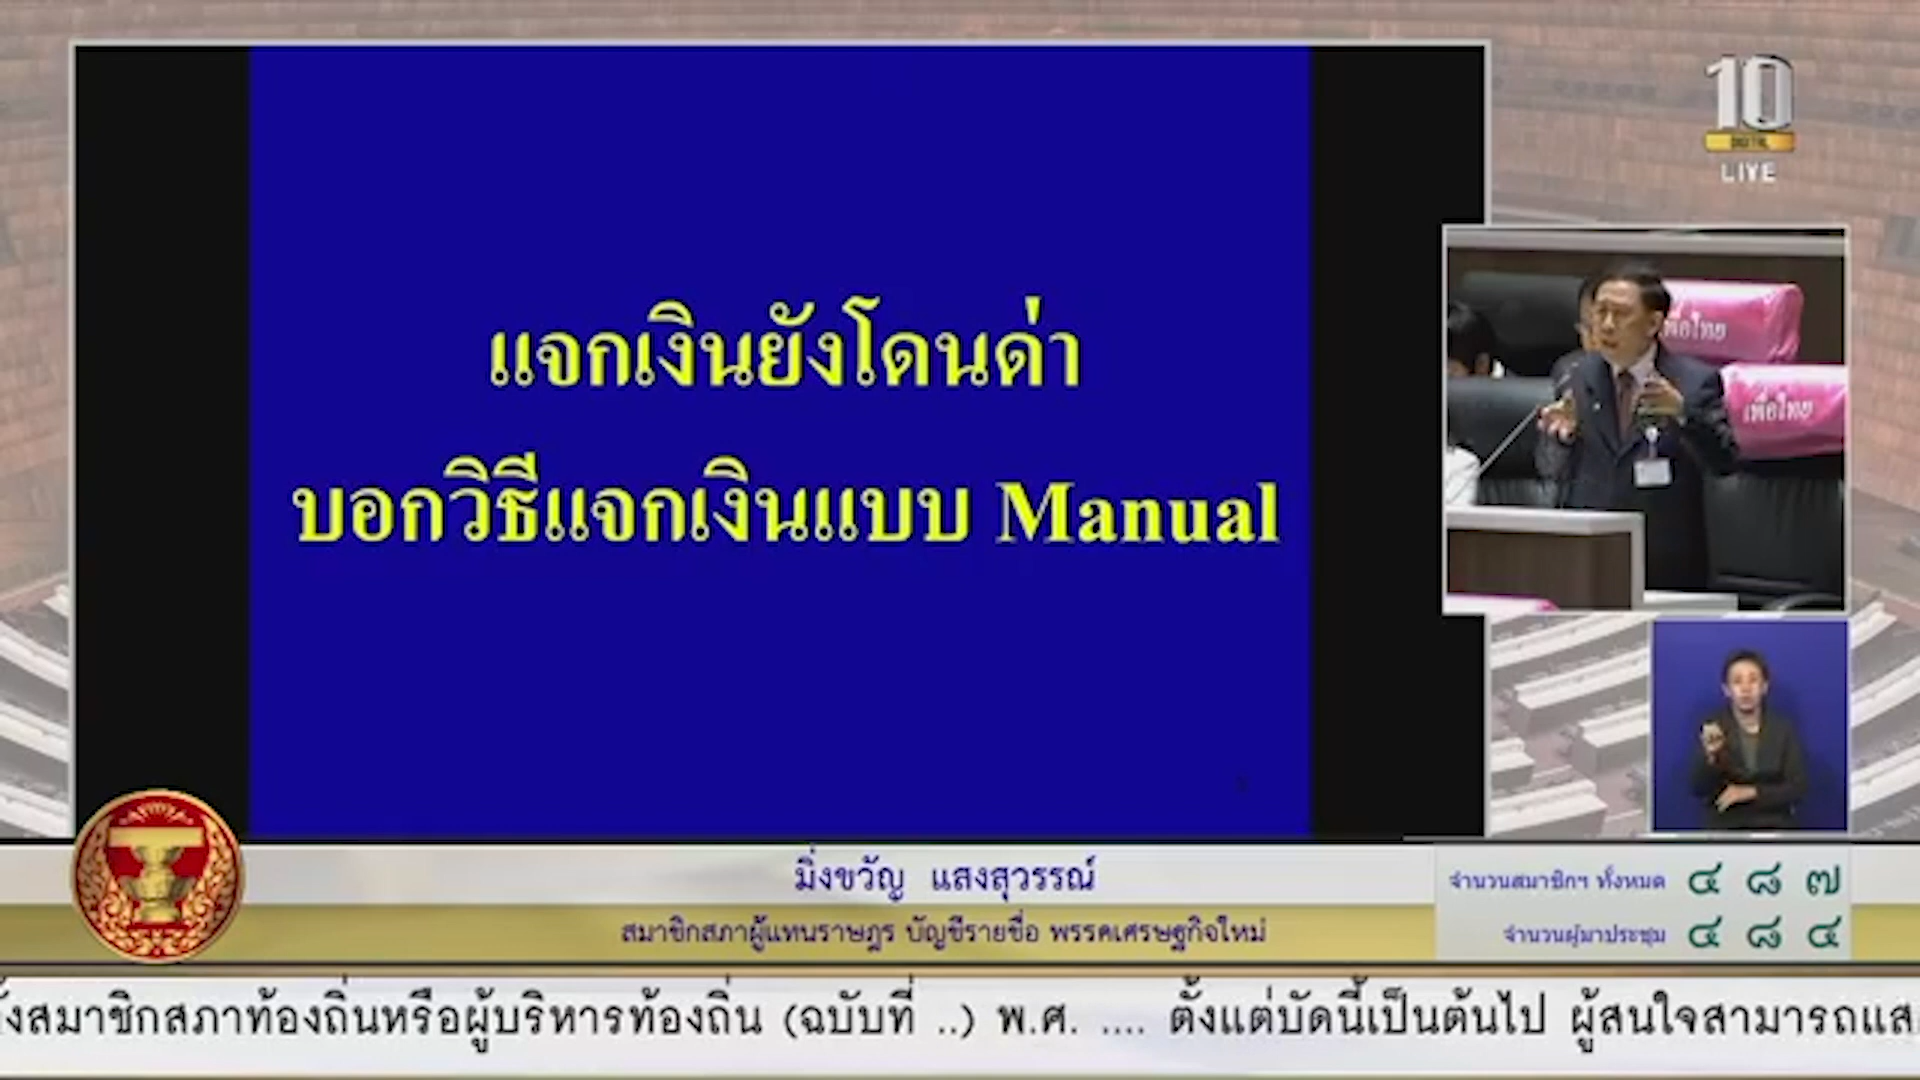 10
DIGITAL
LIVE
แจกเงินยังโดนด่า
บอกวิธีแจกเงินแบบ Manual
เพื่อไทย
เพื่อไทย
มิ่งขวัญ แสงสุวรรณ์
สมาชิกสภาผู้แทนราษฎร บัญชีรายชื่อ พรรคเศรษฐกิจใหม่
จำนวนสมาชิกฯ ทั้งหมด ๔ ๘ ๗
จำนวนผู้มาประชุม ๔ ๘ ๔
ั้งสมาชิกสภาท้องถิ่นหรือผู้บริหารท้องถิ่น (ฉบับที่ ..) พ.ศ. .... ตั้งแต่บัดนี้เป็นต้นไป ผู้สนใจสามารถแส